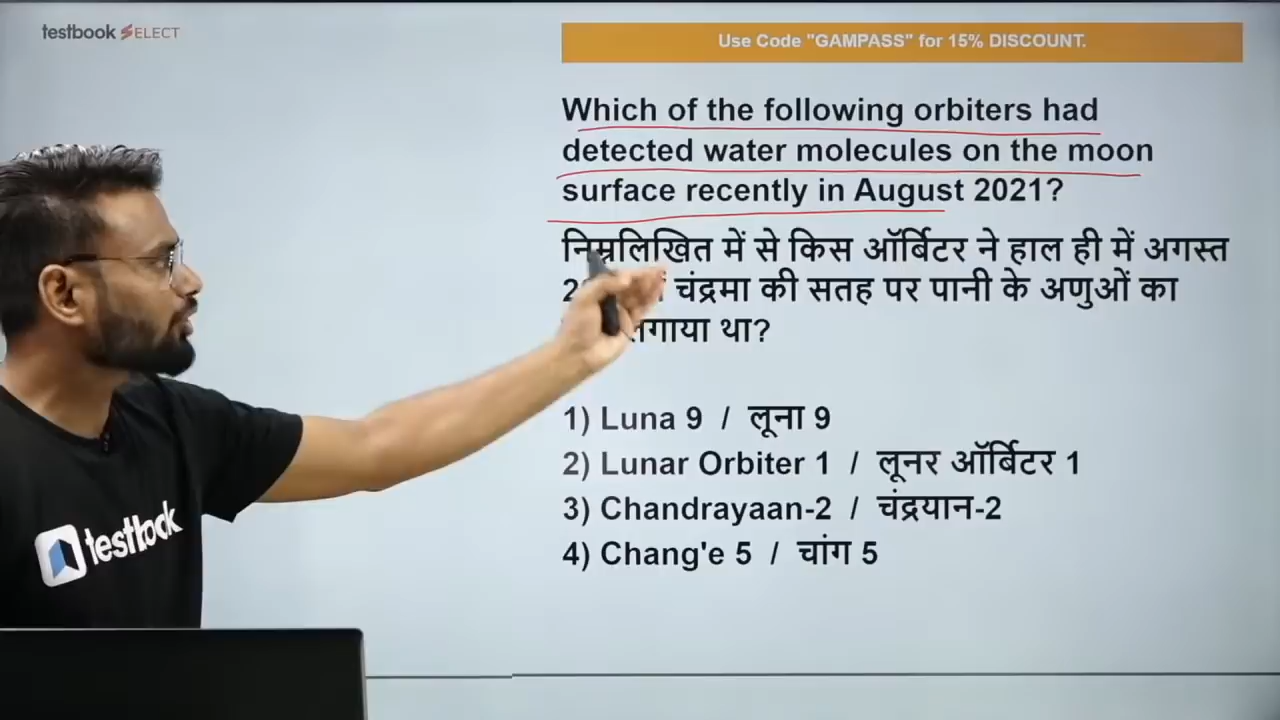 testbook SELECT
Use Code "GAMPASS" for 15% DISCOUNT.
Which of the following orbiters had
detected water molecules on the moon
surface recently in August 2021?
निम्नलिखित में से किस ऑर्बिटर ने हाल ही में अगस्त
चंद्रमा की सतह पर पानी के अणुओं का
था?
1) Luna 9 / लूना 9
2) Lunar Orbiter 1 / लूनर ऑर्बिटर 1
3) Chandrayaan-2 / चंद्रयान-2
4) Chang'e 5 / चांग 5
testbook